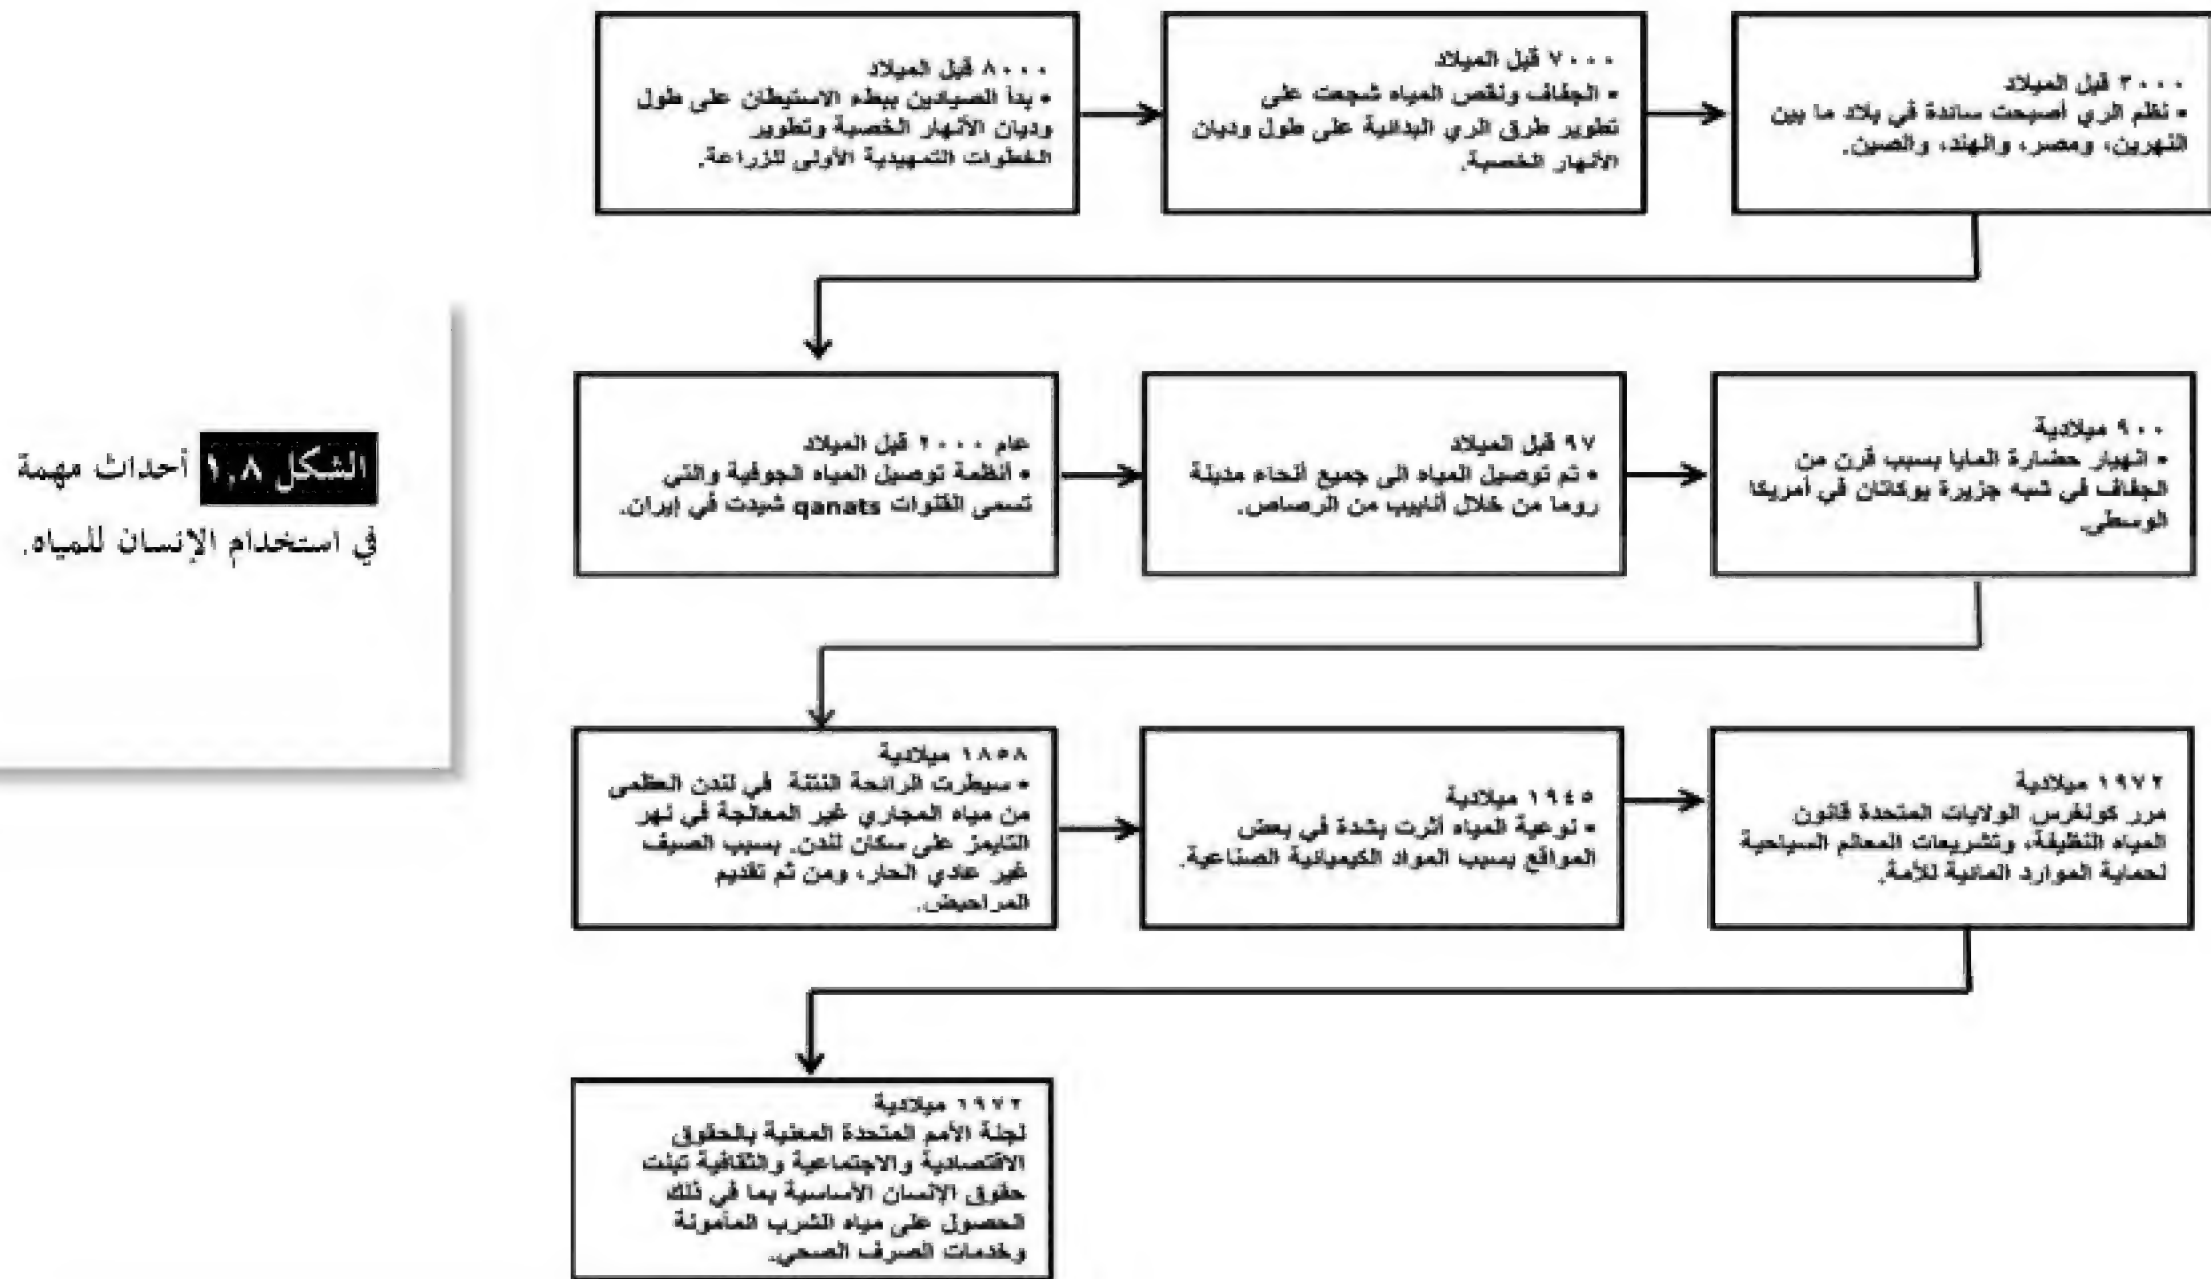 ٨٠٠٠ قبل الميلاد
• بدأ الصيادين ببطء الاستيطان على طول
وديان الأنهار الخصبة وتطوير
الخطوات التمهيدية الأولى للزراعة.
٧٠٠٠ قبل الميلاد
• الجفاف ونقص المياه شجعت على
تطوير طرق الري البدائية على طول وديان
الأنهار الخصبة.
٣٠٠٠ قبل الميلاد
• نظم الري أصبحت سائدة في بلاد ما بين
النهرين، ومصر، والهند، والصين.
عام ٢٠٠٠ قبل الميلاد
• أنظمة توصيل المياه الجوفية والتي
تسمى القنوات qanats شيدت في إيران.
٩٧ قبل الميلاد
• تم توصيل المياه الى جميع أنحاء مدينة
روما من خلال أنابيب من الرصاص.
٩٠٠ ميلادية
• انهيار حضارة المايا بسبب قرن من
الجفاف في شبه جزيرة يوكاتان في أمريكا
الوسطى.
١٨٥٨ ميلادية
• سيطرت الرائحة النتنة في لندن العظمى
من مياه المجاري غير المعالجة في نهر
التايمز على سكان لندن. بسبب الصيف
غير عادي الحار، ومن ثم تقديم
المراحيض.
١٩٤٥ ميلادية
• نوعية المياه أثرت بشدة في بعض
المواقع بسبب المواد الكيميائية الصناعية.
١٩٧٢ ميلادية
مرر كونغرس الولايات المتحدة قانون
المياه النظيفة، وتشريعات المعالم السياحية
لحماية الموارد المائية للأمة.
١٩٧٢ ميلادية
لجنة الأمم المتحدة المعنية بالحقوق
الاقتصادية والاجتماعية والثقافية تبنت
حقوق الإنسان الأساسية بما في ذلك
الحصول على مياه الشرب المأمونة
وخدمات الصرف الصحي.
الشكل ١,٨ أحداث مهمة
في استخدام الإنسان للمياه.